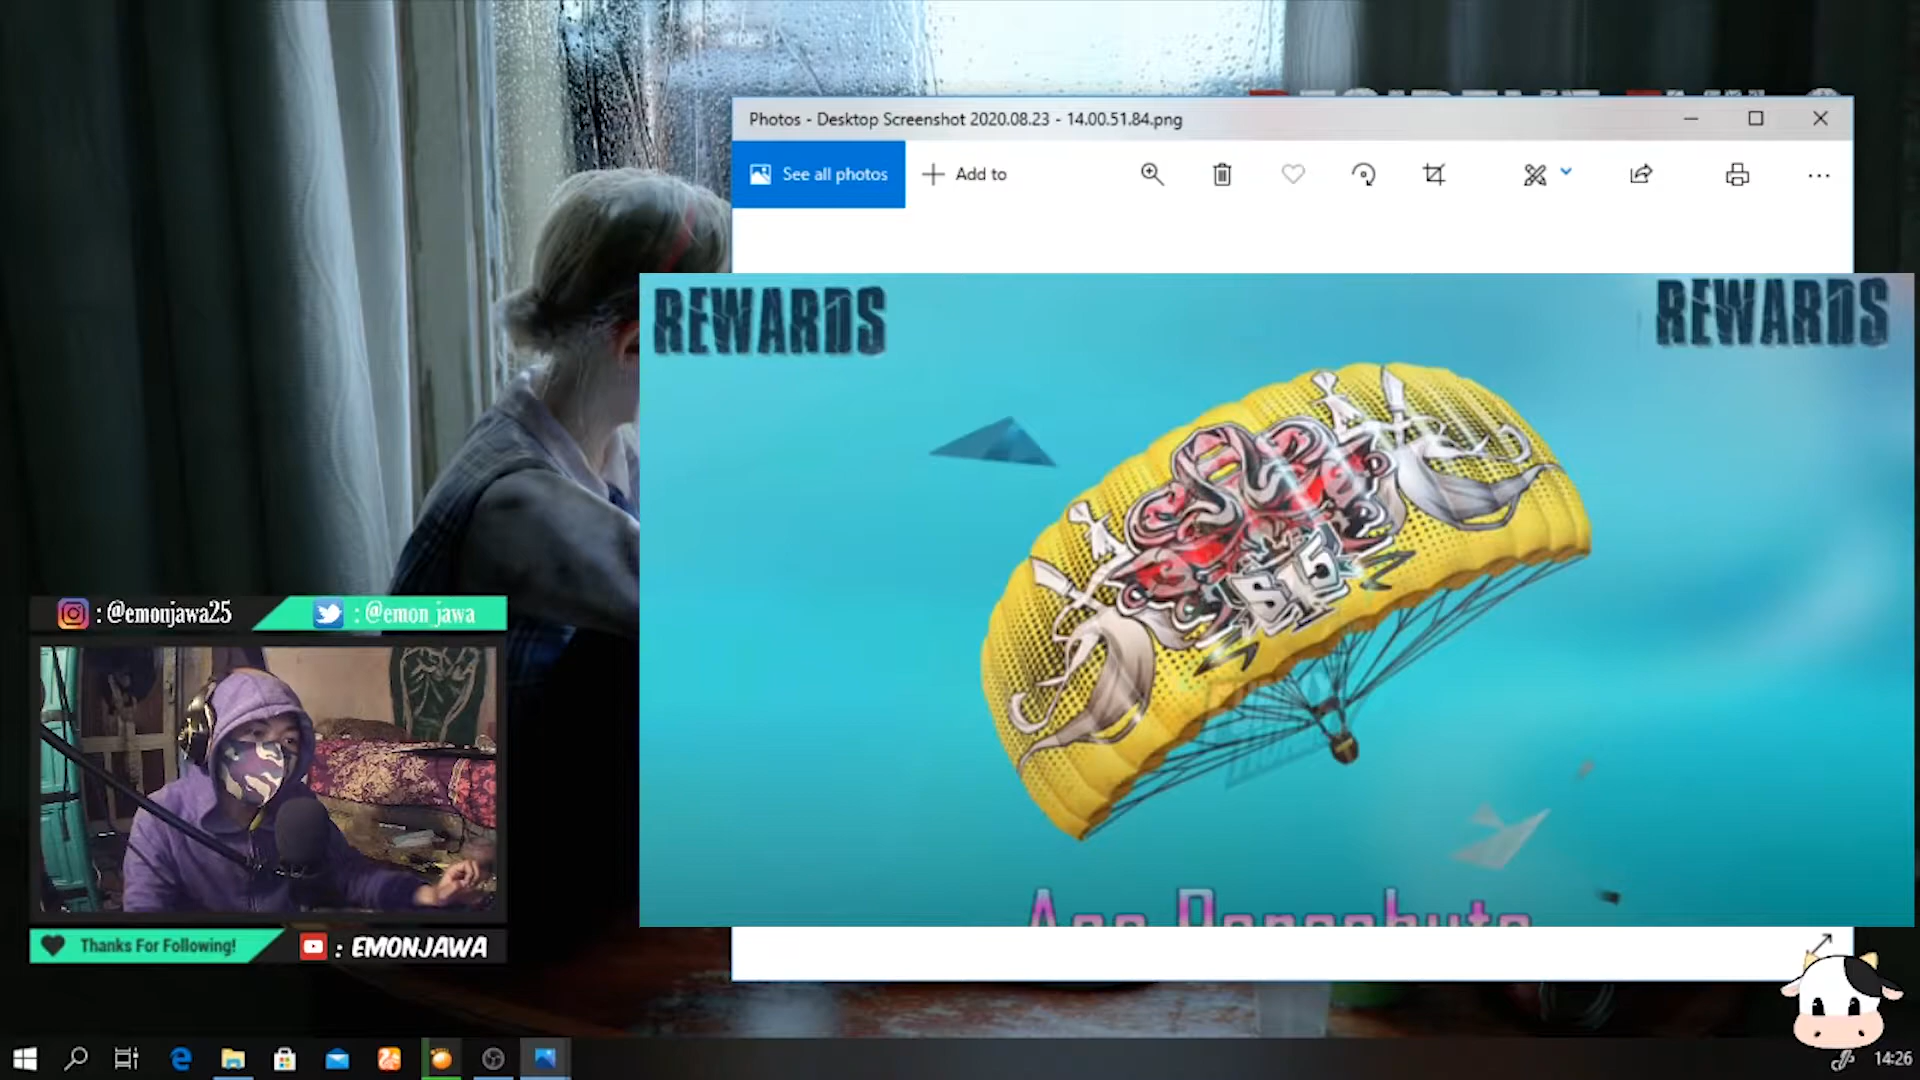 Photos - Desktop Screenshot 2020.08.23 - 14.00.51.84.png
See all photos
Add to
REWARDS
REWARDS
S15
: @emonjawa25
: @emon_jawa
Thanks For Following!
: EMONJAWA
14:26